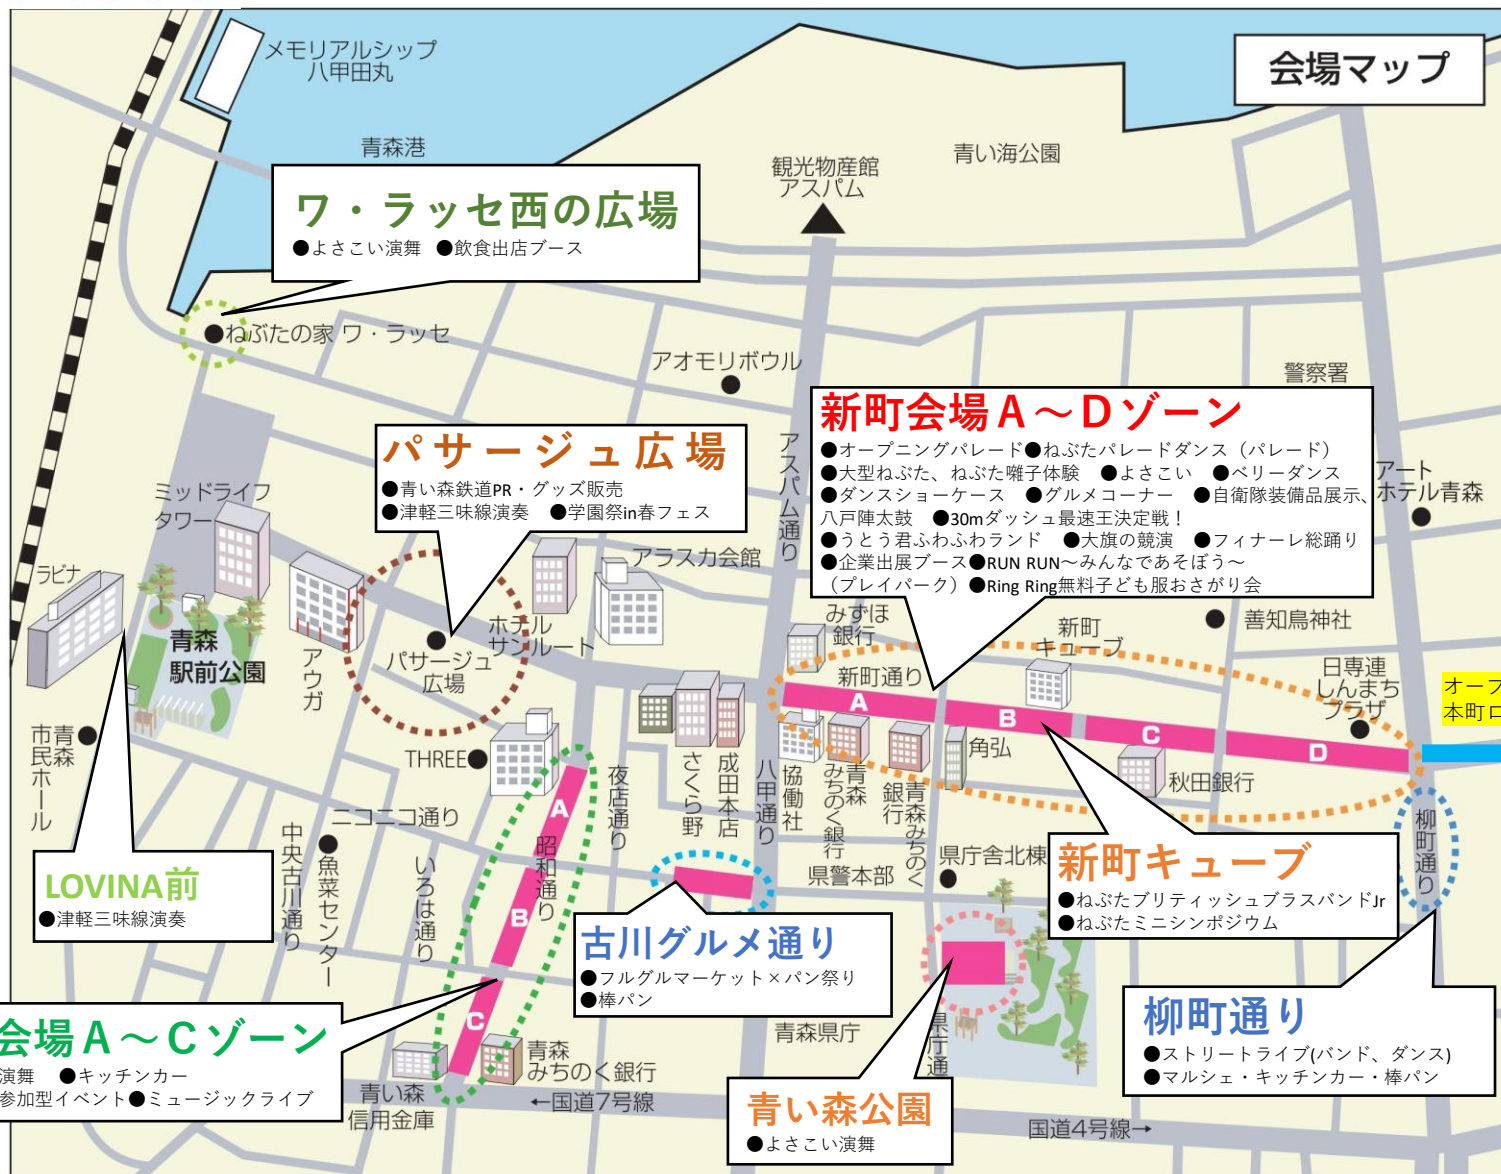 会場マップ
メモリアルシップ
八甲田丸
青森港
観光物産館
アスパム
青い海公園
ワ・ラッセ西の広場
●よさこい演舞 ●飲食出店ブース
ねぶたの家 ワ・ラッセ
アオモリボウル
警察署
アスパム通り
新町会場A～Dゾーン
●オープニングパレード●ねぶたパレードダンス（パレード）
●大型ねぶた、ねぶた囃子体験 ●よさこい ●ベリーダンス
●ダンスショーケース ●グルメコーナー ●自衛隊装備品展示、
八戸陣太鼓 ●30mダッシュ最速王決定戦！
●うとう君ふわふわランド ●大旗の競演 ●フィナーレ総踊り
●企業出展ブース●RUN RUN～みんなであそぼう～
（プレイパーク）●Ring Ring無料子ども服おさがり会
アート
ホテル青森
パサージュ広場
●青い森鉄道PR・グッズ販売
●津軽三味線演奏 ●学園祭in春フェス
ミッドライフ
タワー
ラビナ
青森
駅前公園
アウガ
パサージュ
広場
ホテル
サンルート
アラスカ会館
みずほ
銀行
新町通り
新町
キューブ
善知鳥神社
日専連
しんまち
プラザ
オープ
本町ロ
A
B
C
D
青森
市民ホール
THREE
さくら野
成田本店
八甲通り
協働社
青森
みちのく銀行
青森みちのく
銀行
角弘
秋田銀行
柳町通り
夜店通り
ニコニコ通り
中央古川通り
魚菜センター
いろは通り
昭和通り
A
B
C
県警本部
県庁舎北棟
LOVINA前
●津軽三味線演奏
新町キューブ
●ねぶたブリティッシュブラスバンドJr
●ねぶたミニシンポジウム
古川グルメ通り
●フルグルマーケット×パン祭り
●棒パン
会場A～Cゾーン
演舞 ●キッチンカー
参加型イベント●ミュージックライブ
青い森
信用金庫
青森
みちのく銀行
←国道7号線
青森県庁
県庁通
青い森公園
●よさこい演舞
柳町通り
●ストリートライブ(バンド、ダンス)
●マルシェ・キッチンカー・棒パン
国道4号線→